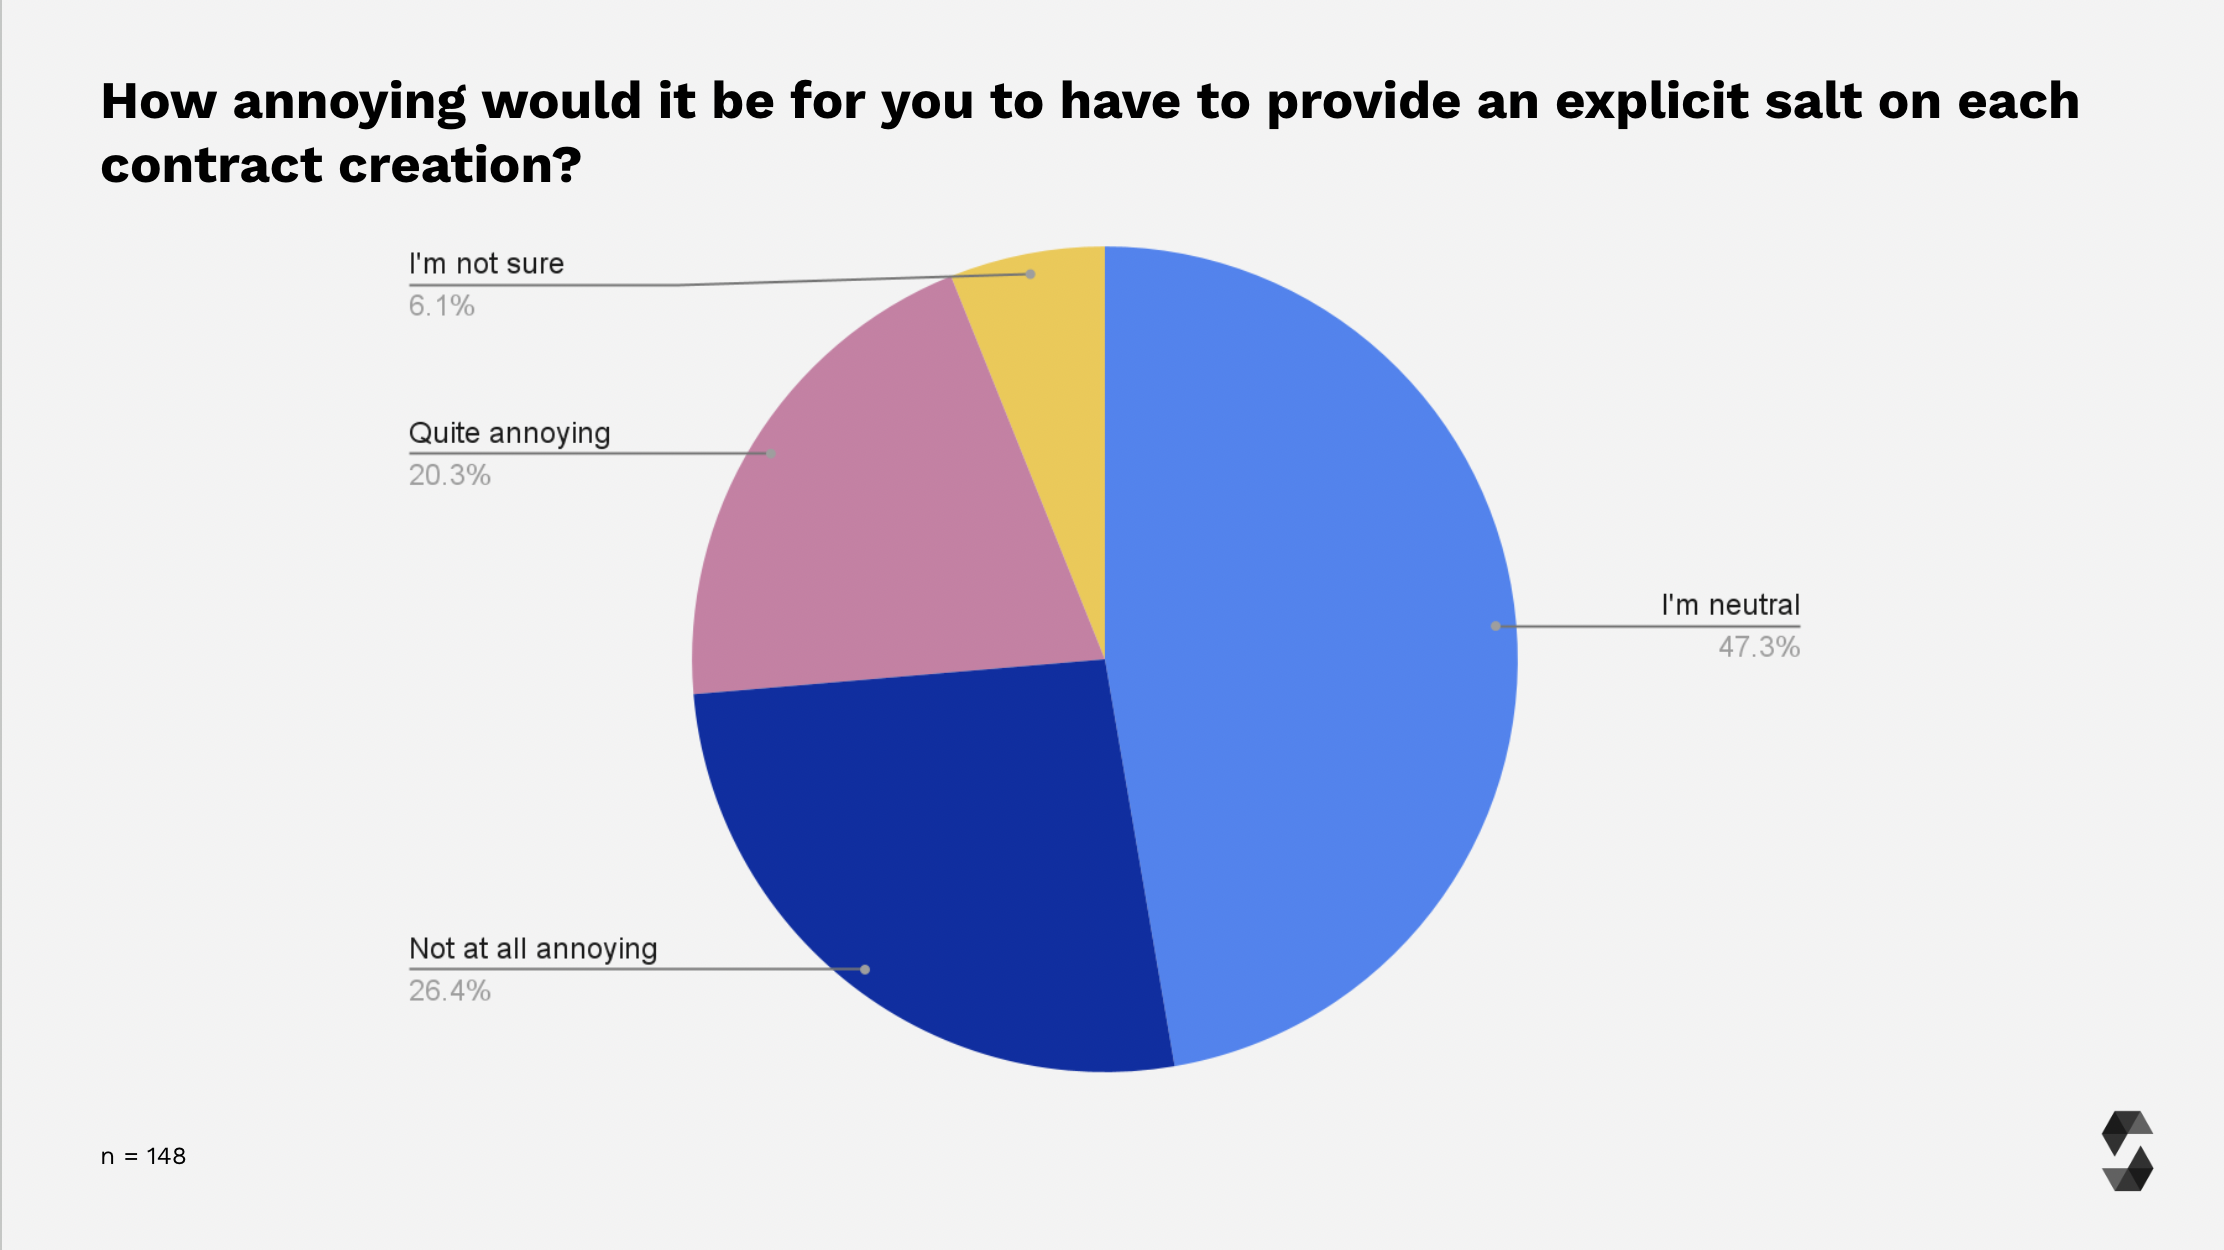 How annoying would it be for you to have to provide an explicit salt on each
contract creation?
I'm not sure
6.1%
Quite annoying
20.3%
I'm neutral
47.3%
Not at all annoying
26.4%
n = 148